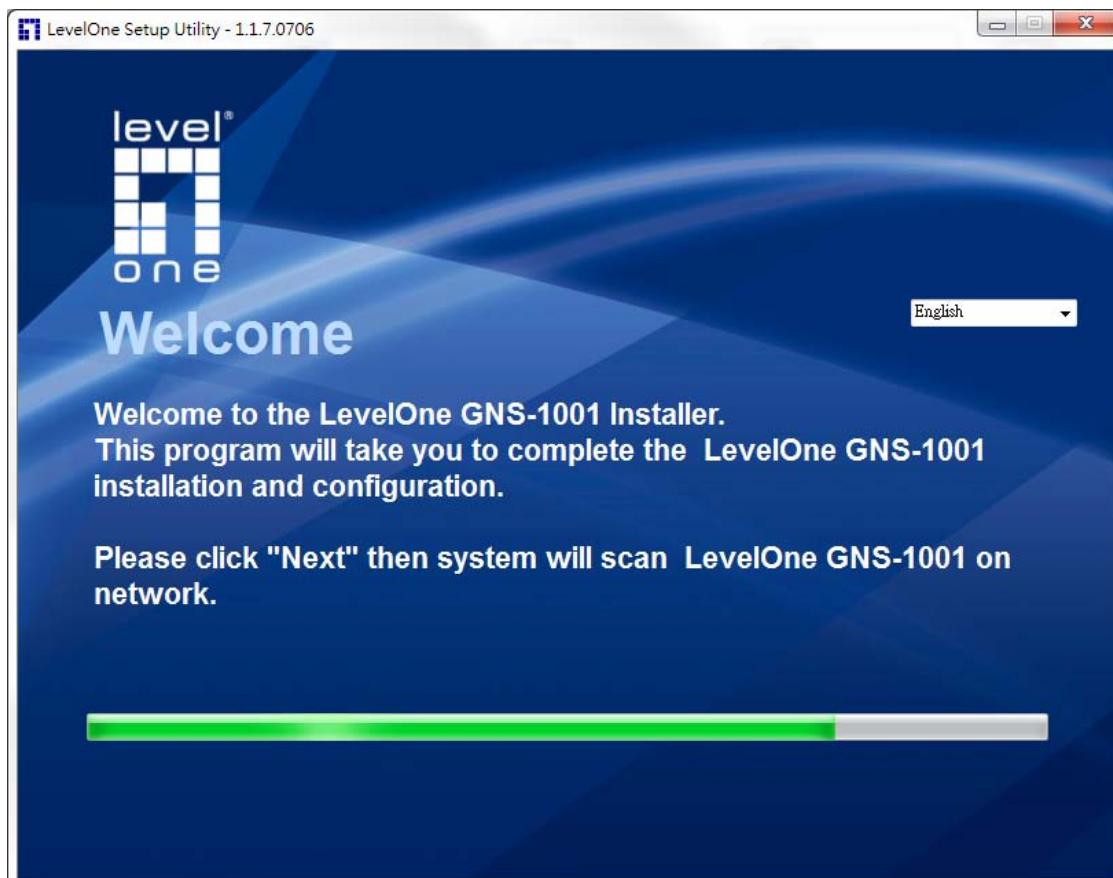 LevelOne Setup Utility - 1.1.7.0706
level®
one
Welcome
English
Welcome to the LevelOne GNS-1001 Installer.
This program will take you to complete the  LevelOne GNS-1001
installation and configuration.
Please click "Next" then system will scan  LevelOne GNS-1001 on
network.